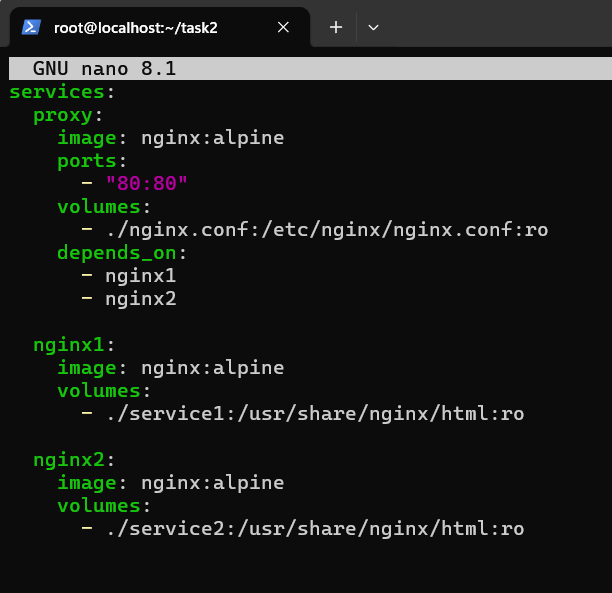 root@localhost:~/task2
GNU nano 8.1
services:
  proxy:
    image: nginx:alpine
    ports:
      - "80:80"
    volumes:
      - ./nginx.conf:/etc/nginx/nginx.conf:ro
    depends_on:
      - nginx1
      - nginx2

  nginx1:
    image: nginx:alpine
    volumes:
      - ./service1:/usr/share/nginx/html:ro

  nginx2:
    image: nginx:alpine
    volumes:
      - ./service2:/usr/share/nginx/html:ro